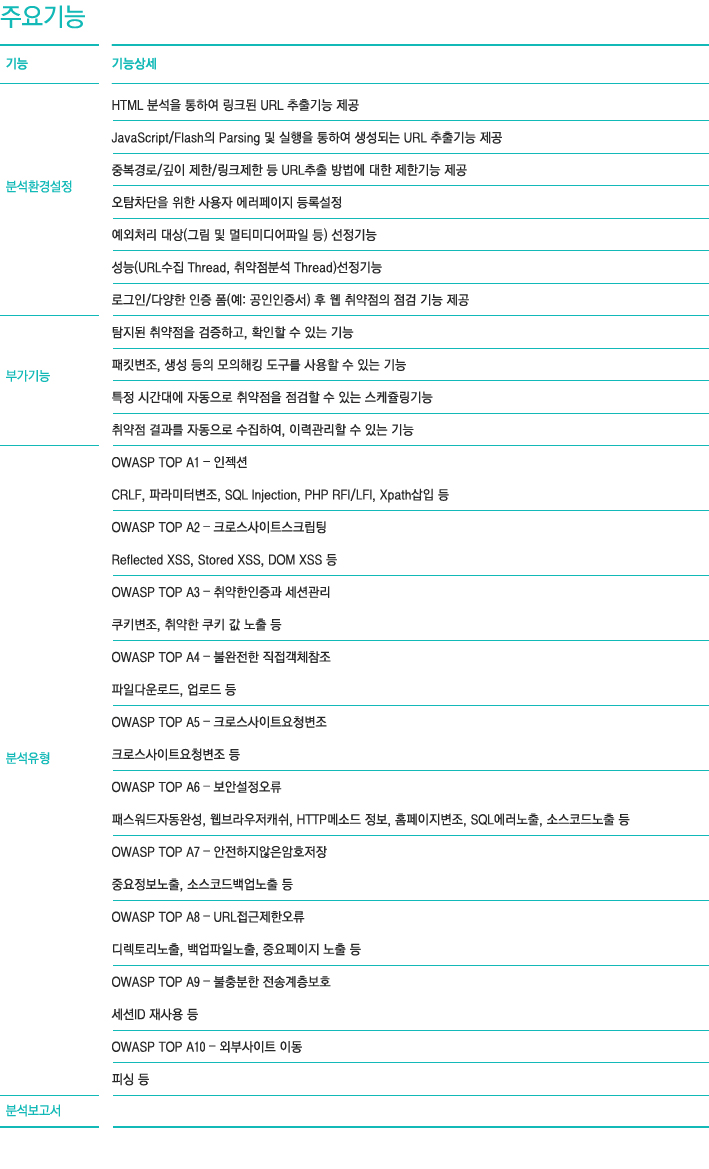 주요기능
기능
기능상세
분석환경설정
HTML 분석을 통하여 링크된 URL 추출기능 제공
JavaScript/Flash의 Parsing 및 실행을 통하여 생성되는 URL 추출기능 제공
중복경로/깊이 제한/링크제한 등 URL추출 방법에 대한 제한기능 제공
오탐차단을 위한 사용자 에러페이지 등록설정
예외처리 대상(그림 및 멀티미디어파일 등) 선정기능
성능(URL수집 Thread, 취약점분석 Thread)선정기능
로그인/다양한 인증 폼(예: 공인인증서) 후 웹 취약점의 점검 기능 제공
부가기능
탐지된 취약점을 검증하고, 확인할 수 있는 기능
패킷변조, 생성 등의 모의해킹 도구를 사용할 수 있는 기능
특정 시간대에 자동으로 취약점을 점검할 수 있는 스케쥴링기능
취약점 결과를 자동으로 수집하여, 이력관리할 수 있는 기능
분석유형
OWASP TOP A1 – 인젝션
CRLF, 파라미터변조, SQL Injection, PHP RFI/LFI, Xpath삽입 등
OWASP TOP A2 – 크로스사이트스크립팅
Reflected XSS, Stored XSS, DOM XSS 등
OWASP TOP A3 – 취약한인증과 세션관리
쿠키변조, 취약한 쿠키 값 노출 등
OWASP TOP A4 – 불완전한 직접객체참조
파일다운로드, 업로드 등
OWASP TOP A5 – 크로스사이트요청변조
크로스사이트요청변조 등
OWASP TOP A6 – 보안설정오류
패스워드자동완성, 웹브라우저캐쉬, HTTP메소드 정보, 홈페이지변조, SQL에러노출, 소스코드노출 등
OWASP TOP A7 – 안전하지않은암호저장
중요정보노출, 소스코드백업노출 등
OWASP TOP A8 – URL접근제한오류
디렉토리노출, 백업파일노출, 중요페이지 노출 등
OWASP TOP A9 – 불충분한 전송계층보호
세션ID 재사용 등
OWASP TOP A10 – 외부사이트 이동
피싱 등
분석보고서